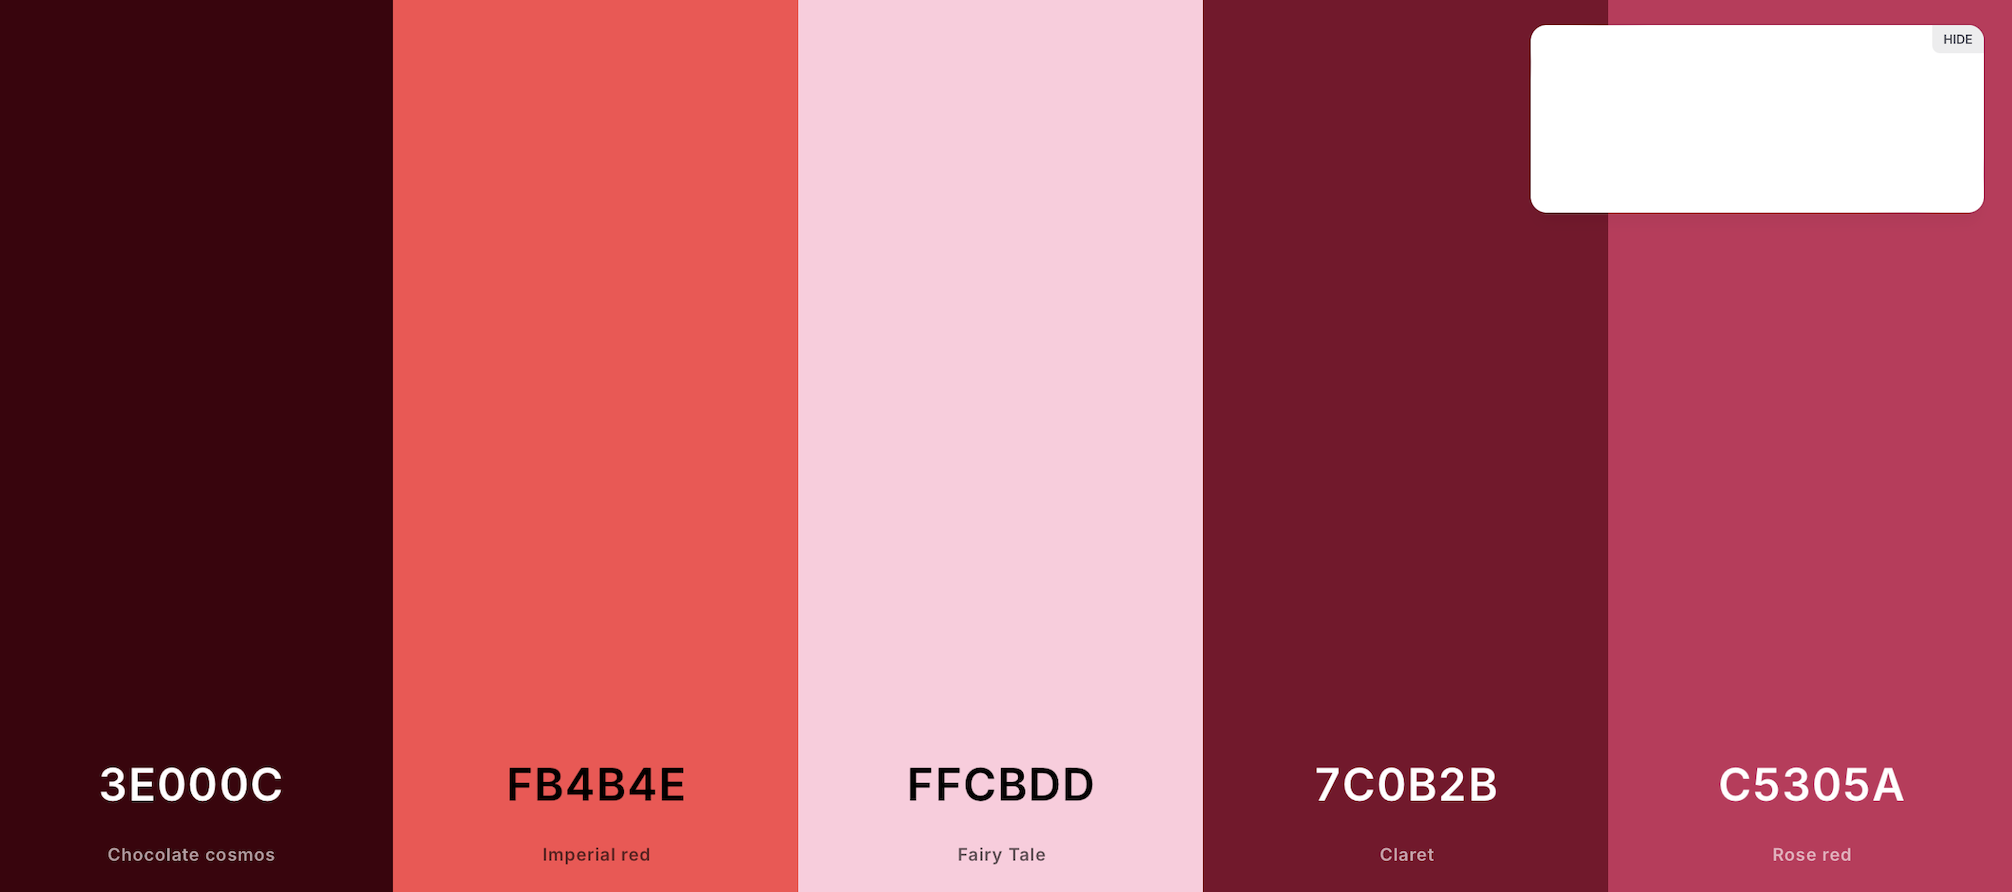 HIDE
3E000C
Chocolate cosmos
FB4B4E
Imperial red
FFCBDD
Fairy Tale
7C0B2B
Claret
C5305A
Rose red